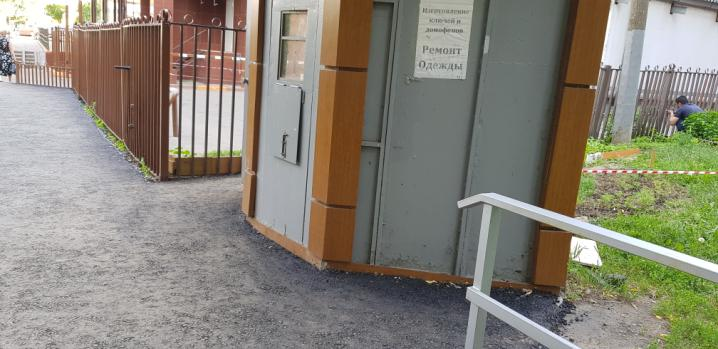 Изготовление
ключей и
домофонов
Ремонт
Одежды
К